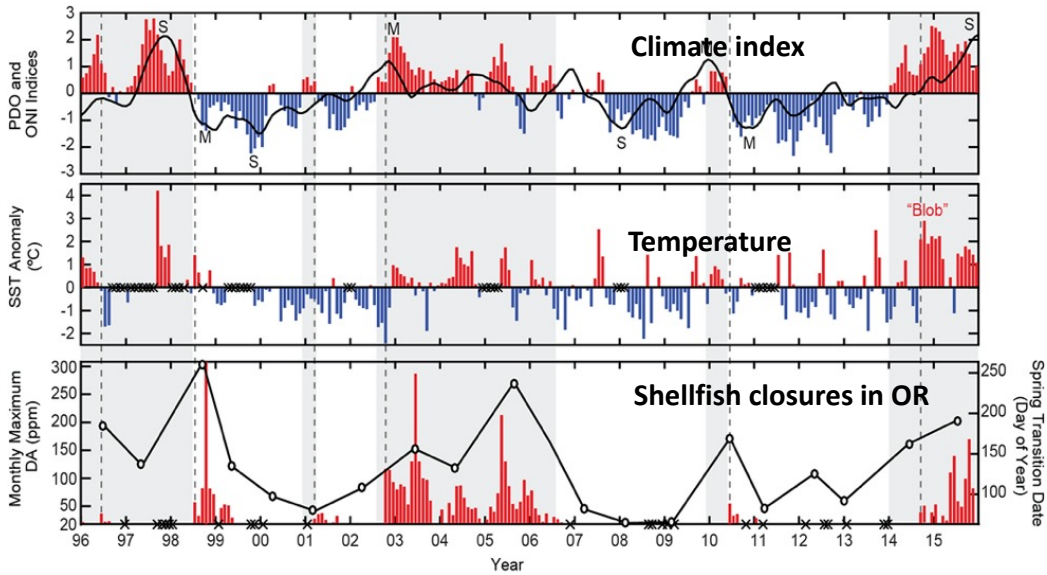 PDO and
ONI Indices
3
2
1
0
-1
-2
-3
S
M
S
M
S
M
S
Climate index
SST Anomaly
(ºC)
4
3
2
1
0
-1
-2
Temperature
"Blob"
Monthly Maximum
DA (ppm)
300
250
200
150
100
50
20
Shellfish closures in OR
250
200
150
100
Spring Transition Date
(Day of Year)
96 97 98 99 00 01 02 03 04 05 06 07 08 09 10 11 12 13 14 15
Year